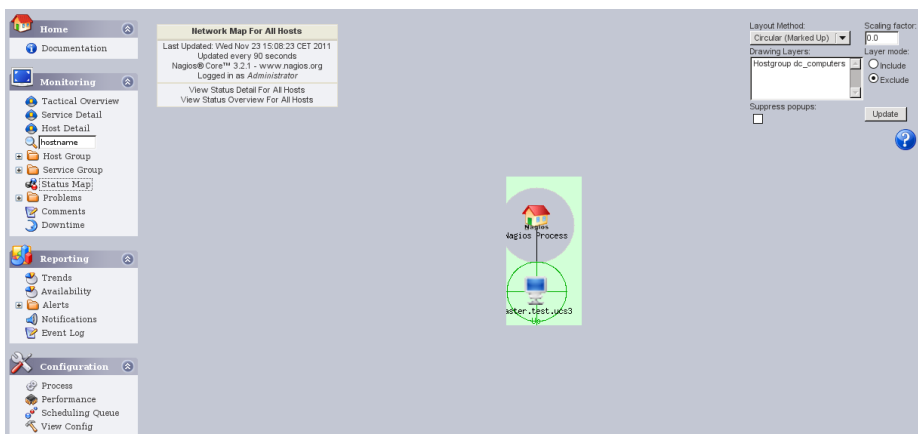 Home
Documentation
Monitoring
Tactical Overview
Service Detail
Host Detail
hostname
Host Group
Service Group
Status Map
Problems
Comments
Downtime
Reporting
Trends
Availability
Alerts
Notifications
Event Log
Configuration
Process
Performance
Scheduling Queue
View Config
Network Map For All Hosts
Last Updated: Wed Nov 23 15:08:23 CET 2011
Updated every 90 seconds
Nagios® Core™ 3.2.1 - www.nagios.org
Logged in as Administrator
View Status Detail For All Hosts
View Status Overview For All Hosts
Nagios
Nagios Process
aster.test.ucs3
Up
Layout Method:
Circular (Marked Up)
Drawing Layers:
Hostgroup dc_computers
Suppress popups:
Scaling factor:
0.0
Layer mode:
Include
Exclude
Update
?